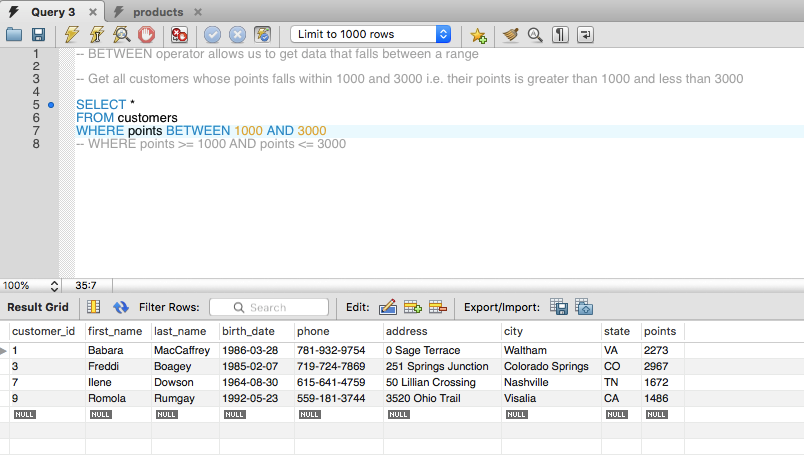 Query 3 products
Limit to 1000 rows
1 -- BETWEEN operator allows us to get data that falls between a range
2
3 -- Get all customers whose points falls within 1000 and 3000 i.e. their points is greater than 1000 and less than 3000
4
5 SELECT *
6 FROM customers
7 WHERE points BETWEEN 1000 AND 3000
8 -- WHERE points >= 1000 AND points <= 3000
100% 35:7
Result Grid Filter Rows: Search Edit: Export/Import:
customer_id first_name last_name birth_date phone address city state points
1 Babara MacCaffrey 1986-03-28 781-932-9754 0 Sage Terrace Waltham VA 2273
3 Freddi Boagey 1985-02-07 719-724-7869 251 Springs Junction Colorado Springs CO 2967
7 Ilene Dowson 1964-08-30 615-641-4759 50 Lillian Crossing Nashville TN 1672
9 Romola Rumgay 1992-05-23 559-181-3744 3520 Ohio Trail Visalia CA 1486
NULL NULL NULL NULL NULL NULL NULL NULL NULL